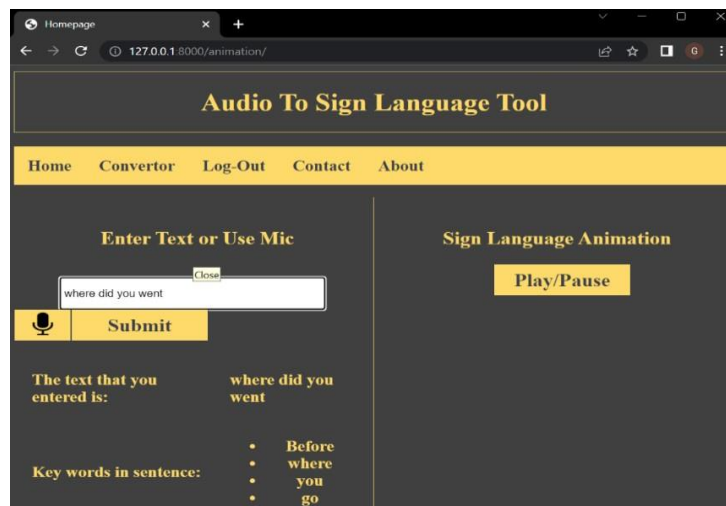 Homepage
127.0.0.1:8000/animation/
G
Audio To Sign Language Tool
Home Convertor Log-Out Contact About
Enter Text or Use Mic
Close
where did you went
Submit
The text that you
entered is:
where did you
went
Key words in sentence:
• Before
• where
• you
• go
Sign Language Animation
Play/Pause